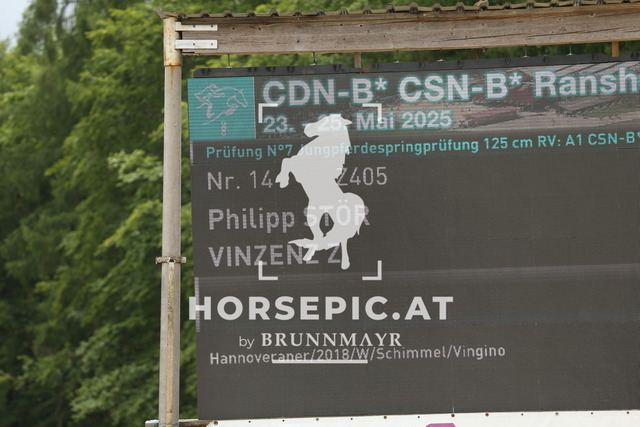 CDN-B* CSN-B* Ransh
23. - 25. Mai 2025
Prüfung N°7 Jungpferdespringprüfung 125 cm RV: A1 CSN-B*
Nr. 14 Z405
Philipp STÖR
VINZENZ Z
HORSEPIC.AT
by BRUNNMAYR
Hannoveraner/2018/W/Schimmel/Vingino